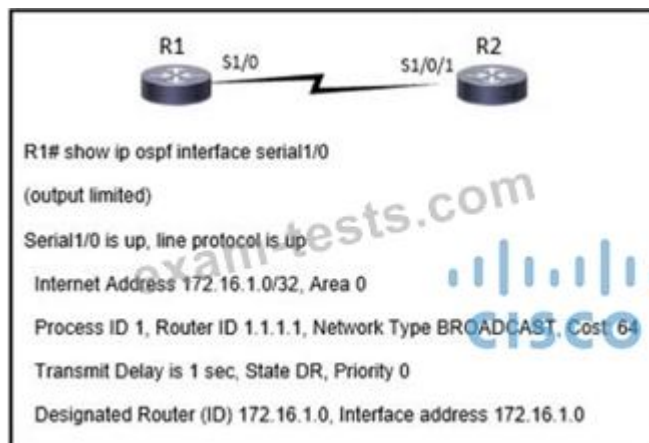 R1
R2
S1/0
S1/0/1
R1# show ip ospf interface serial1/0
(output limited)
Serial1/0 is up, line protocol is up
Internet Address 172.16.1.0/32, Area 0
Process ID 1, Router ID 1.1.1.1, Network Type BROADCAST, Cost: 64
Transmit Delay is 1 sec, State DR, Priority 0
Designated Router (ID) 172.16.1.0, Interface address 172.16.1.0
exam-tests.com
CISCO